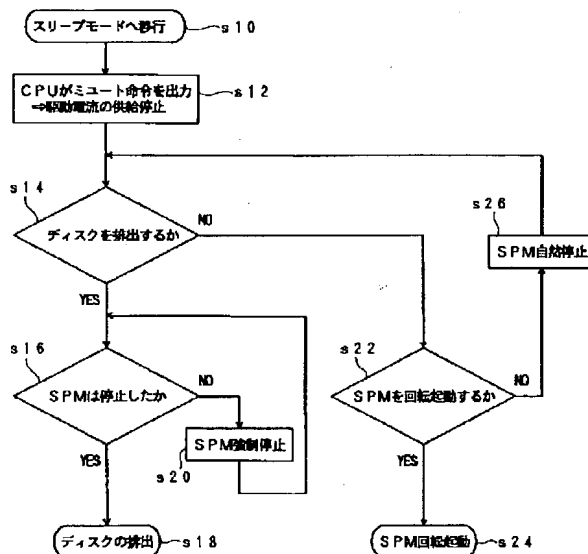 スリープモードへ移行
s10
CPUがミュート命令を出力
⇒駆動電流の供給停止
s12
s14
ディスクを排出するか
NO
YES
s26
SPM自然停止
s16
SPMは停止したか
NO
YES
s20
SPM強制停止
s22
SPMを回転起動するか
NO
YES
ディスクの排出
s18
SPM回転起動
s24